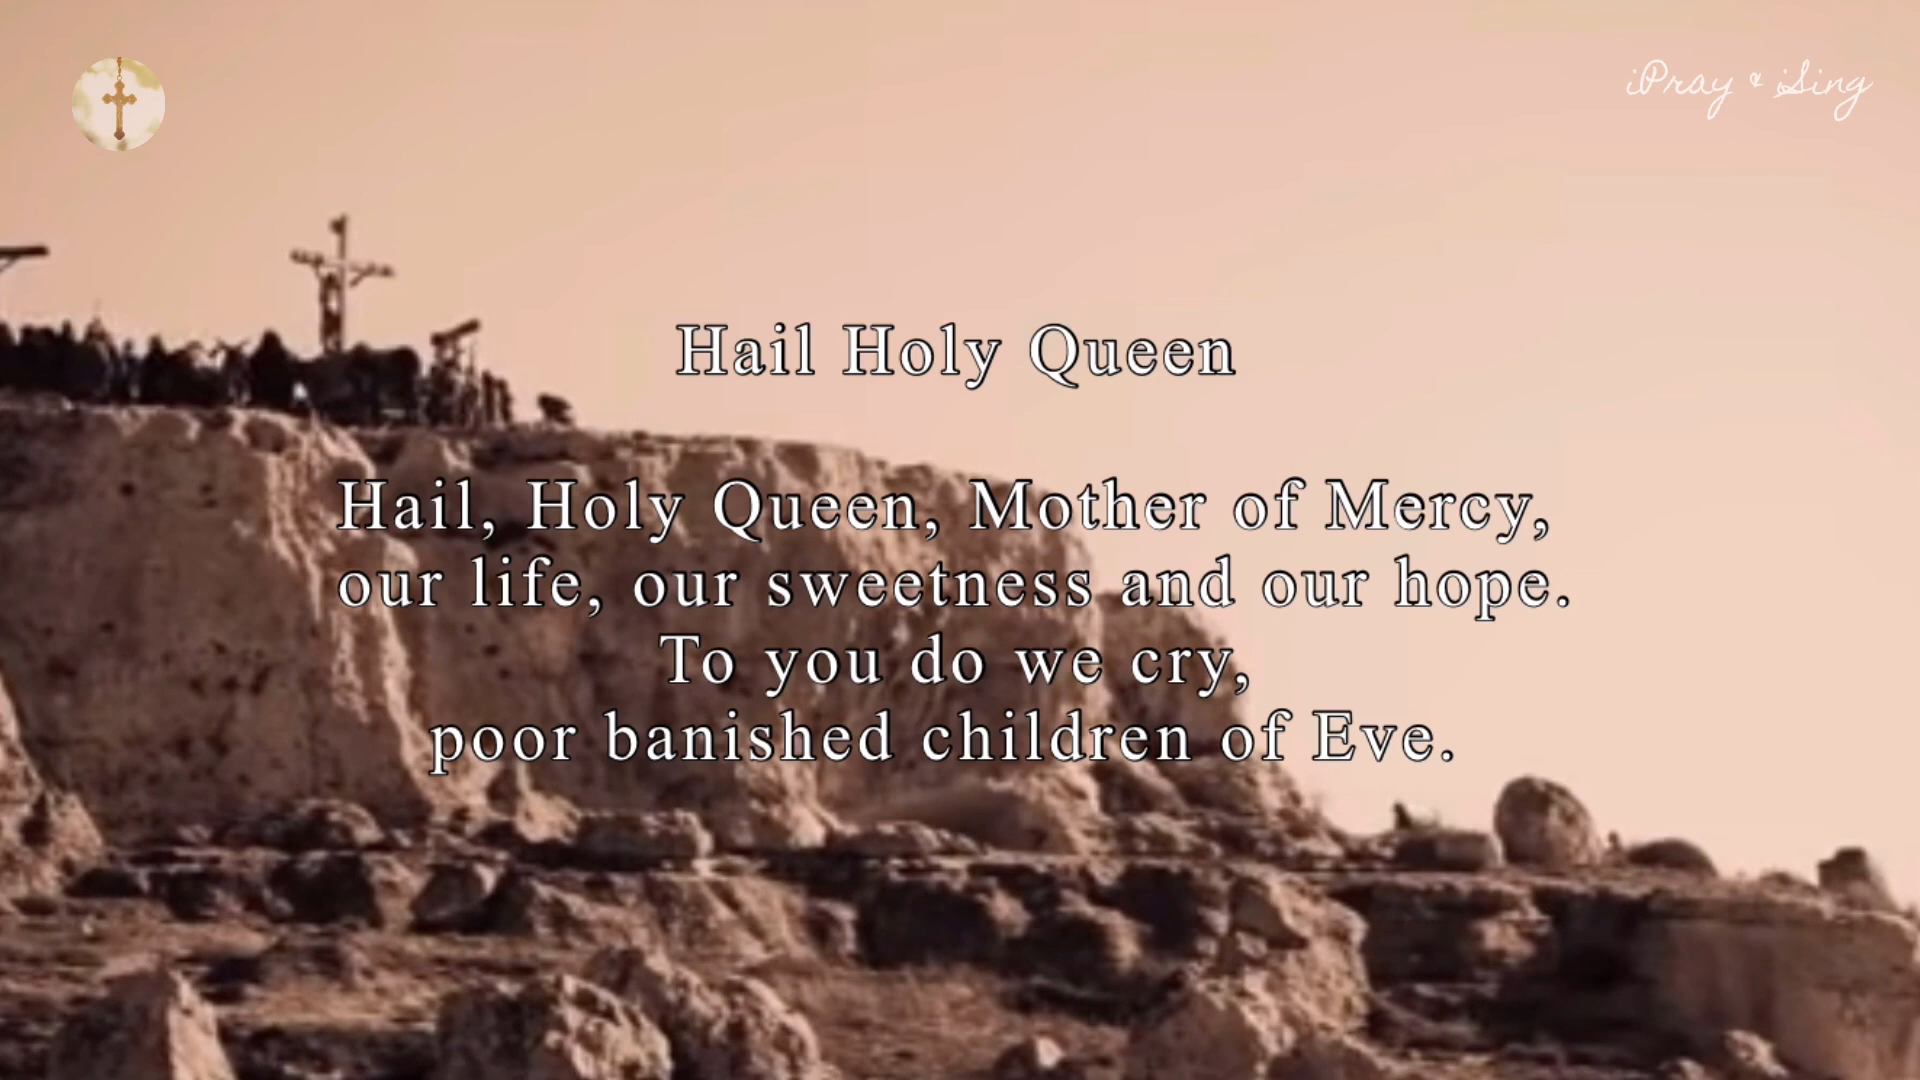 iPray & iSing
Hail Holy Queen
Hail, Holy Queen, Mother of Mercy,
our life, our sweetness and our hope.
To you do we cry,
poor banished children of Eve.